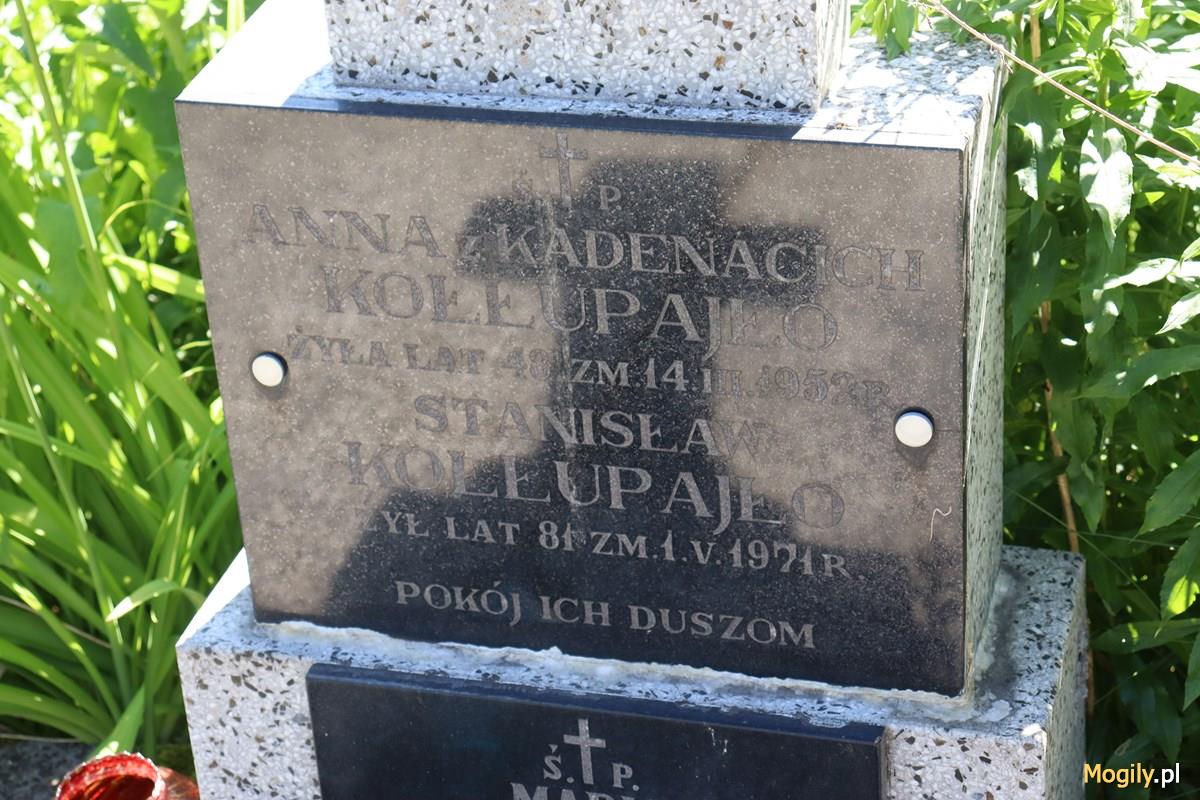 Ś P
ANNA z KADENACICH
KOŁŁUPAJŁO
ŻYŁA LAT 48 ZM. 14 III. 1952 R.
STANISŁAW
KOŁŁUPAJŁO
ŻYŁ LAT 81 ZM. 1. V. 1971 R.
POKÓJ ICH DUSZOM
Ś. P.
Mogily.pl